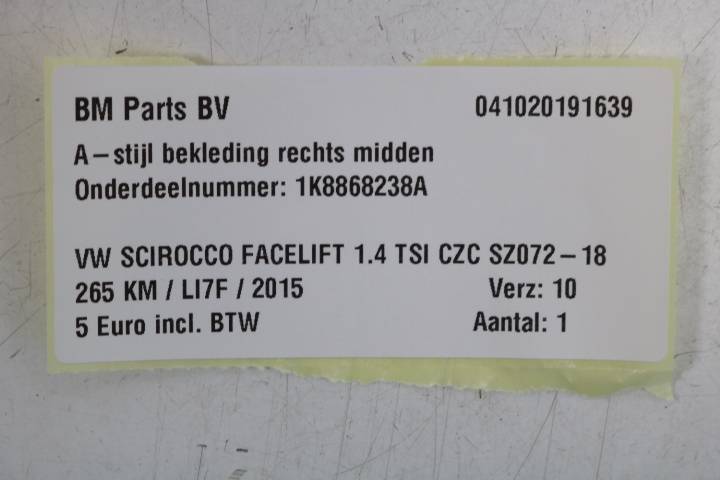 BM Parts BV 041020191639
A-stijl bekleding rechts midden
Onderdeelnummer: 1K8868238A
VW SCIROCCO FACELIFT 1.4 TSI CZC SZ072-18
265 KM / LI7F / 2015 Verz: 10
5 Euro incl. BTW Aantal: 1